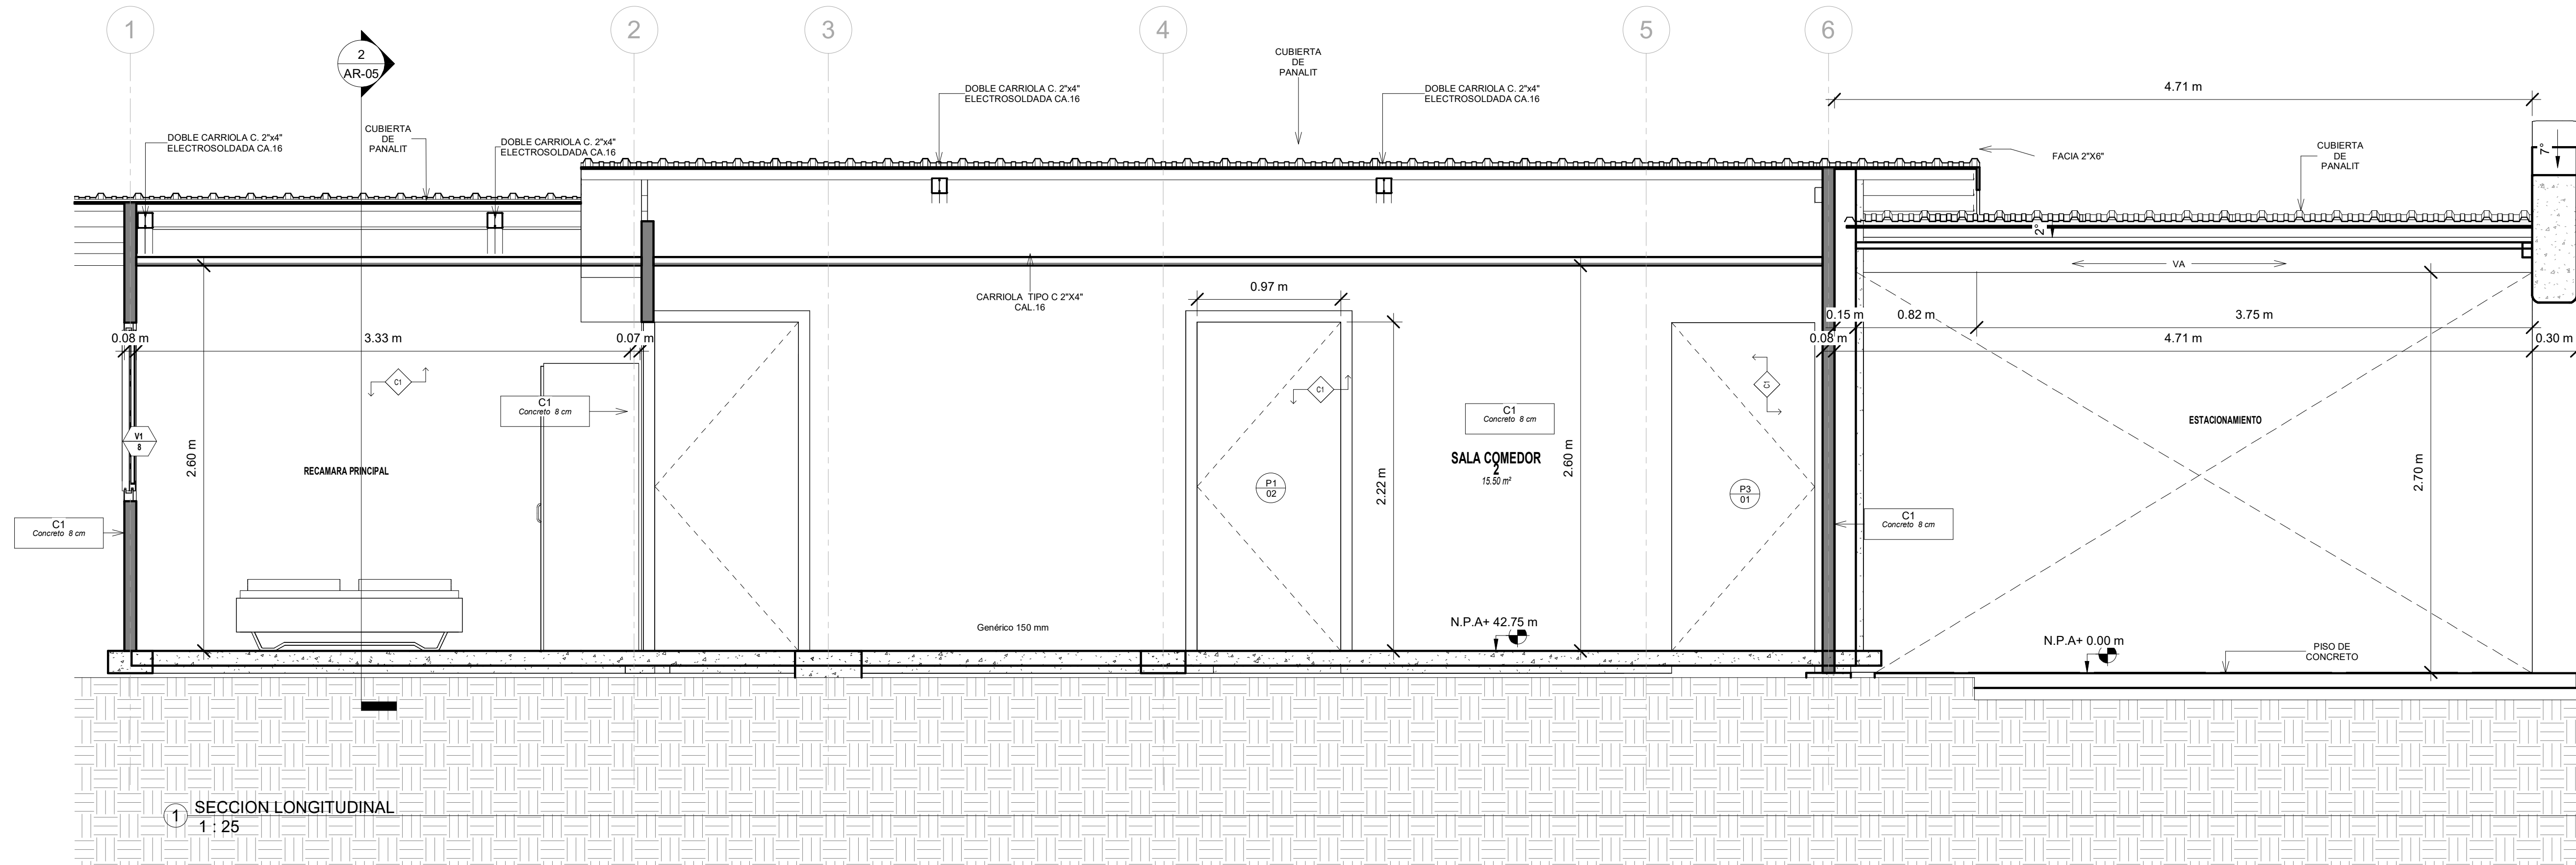 1
2
3
4
5
6
2
AR-05
CUBIERTA
DE
PANALIT
DOBLE CARRIOLA C. 2"x4"
ELECTROSOLDADA CA.16
DOBLE CARRIOLA C. 2"x4"
ELECTROSOLDADA CA.16
4.71 m
DOBLE CARRIOLA C. 2"x4"
ELECTROSOLDADA CA.16
CUBIERTA
DE
PANALIT
DOBLE CARRIOLA C. 2"x4"
ELECTROSOLDADA CA.16
FACIA 2"X6"
CUBIERTA
DE
PANALIT
7°
2°
VA
CARRIOLA TIPO C 2"X4"
CAL.16
0.97 m
0.15 m
0.82 m
3.75 m
0.08 m
3.33 m
0.07 m
0.08 m
4.71 m
0.30 m
C1
C1
C1
C1
Concreto 8 cm
C1
Concreto 8 cm
V1
8
2.60 m
RECAMARA PRINCIPAL
2.22 m
SALA COMEDOR
2
15.50 m²
2.60 m
ESTACIONAMIENTO
2.70 m
P1
02
P3
01
C1
Concreto 8 cm
C1
Concreto 8 cm
Genérico 150 mm
N.P.A+ 42.75 m
N.P.A+ 0.00 m
PISO DE
CONCRETO
1
SECCION LONGITUDINAL
1 : 25